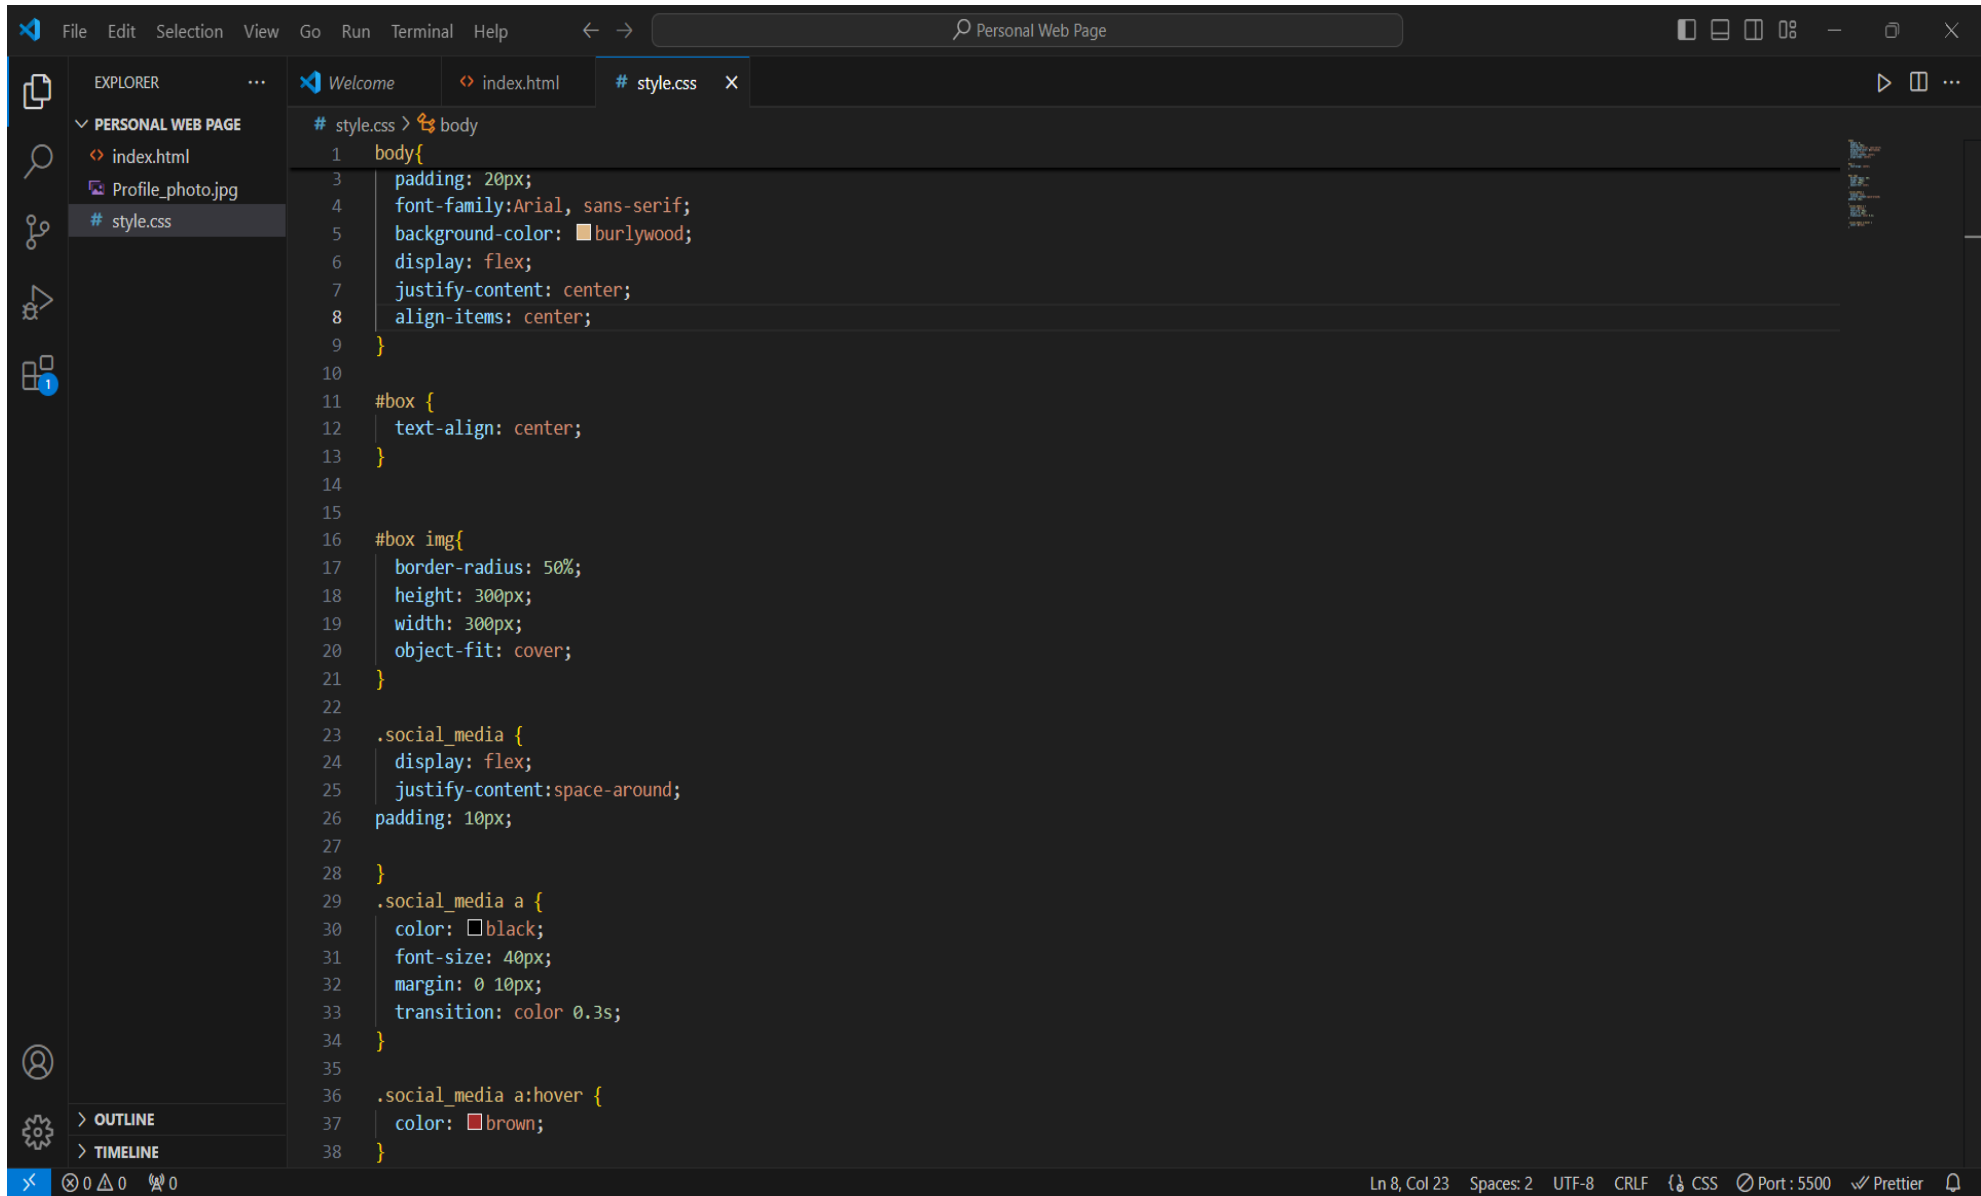 File Edit Selection View Go Run Terminal Help
Personal Web Page
EXPLORER
Welcome
index.html
# style.css
PERSONAL WEB PAGE
index.html
Profile_photo.jpg
# style.css
# style.css > body
1 body{
3 padding: 20px;
4 font-family:Arial, sans-serif;
5 background-color: burlywood;
6 display: flex;
7 justify-content: center;
8 align-items: center;
9 }
10
11 #box {
12 text-align: center;
13 }
14
15
16 #box img{
17 border-radius: 50%;
18 height: 300px;
19 width: 300px;
20 object-fit: cover;
21 }
22
23 .social_media {
24 display: flex;
25 justify-content:space-around;
26 padding: 10px;
27
28 }
29 .social_media a {
30 color: black;
31 font-size: 40px;
32 margin: 0 10px;
33 transition: color 0.3s;
34 }
35
36 .social_media a:hover {
37 color: brown;
38 }
1
OUTLINE
TIMELINE
0 0 0 Ln 8, Col 23 Spaces: 2 UTF-8 CRLF CSS Port : 5500 Prettier